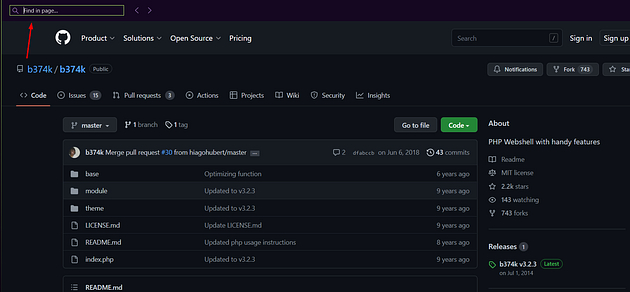 Find in page...
Product Solutions Open Source Pricing
Search /
Sign in Sign up
b374k / b374k Public
Notifications Fork 743 Star
Code Issues 15 Pull requests 3 Actions Projects Wiki Security Insights
master 1 branch 1 tag Go to file Code
b374k Merge pull request #30 from hiagohubert/master ... 2 dfabccb on Jun 6, 2018 43 commits
base Optimizing function 6 years ago
module Updated to v3.2.3 9 years ago
theme Updated to v3.2.3 9 years ago
LICENSE.md Update LICENSE.md 9 years ago
README.md Updated php usage instructions 8 years ago
index.php Updated to v3.2.3 9 years ago
README.md
About
PHP Webshell with handy features
Readme
MIT license
2.2k stars
143 watching
743 forks
Releases 1
b374k v3.2.3 Latest
on Jul 1, 2014